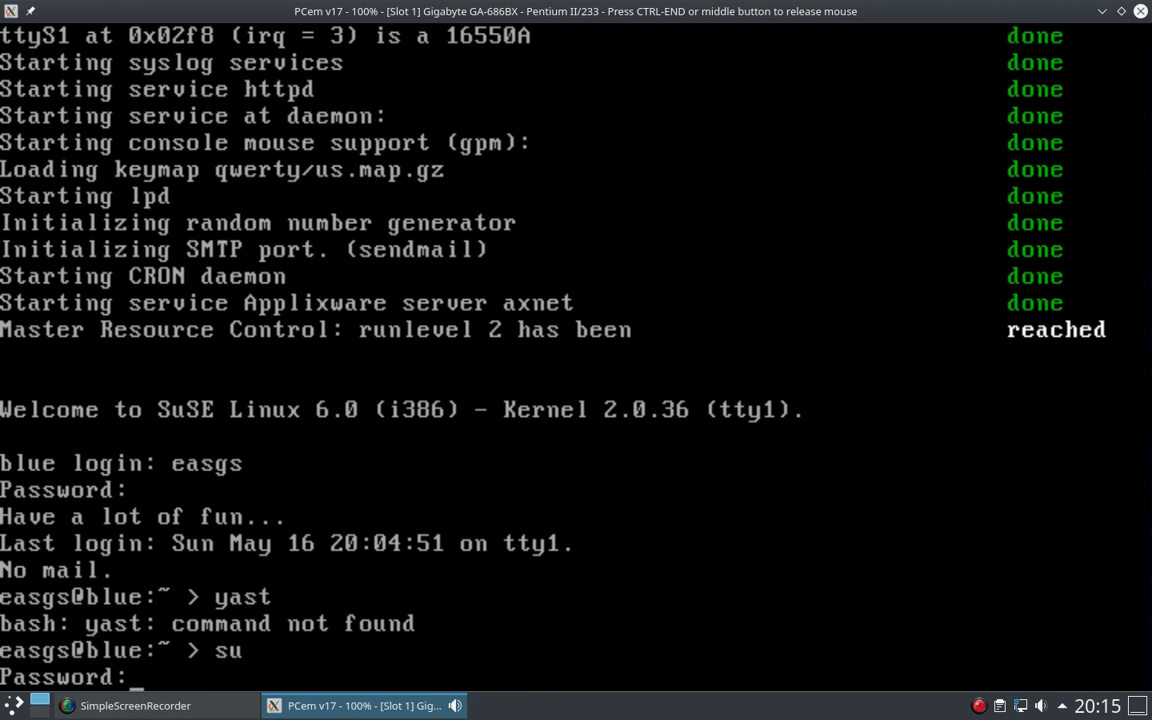 PCem v17 - 100% - [Slot 1] Gigabyte GA-686BX - Pentium II/233 - Press CTRL-END or middle button to release mouse
ttyS1 at 0x02f8 (irq = 3) is a 16550A done
Starting syslog services done
Starting service httpd done
Starting service at daemon: done
Starting console mouse support (gpm): done
Loading keymap qwerty/us.map.gz done
Starting lpd done
Initializing random number generator done
Initializing SMTP port. (sendmail) done
Starting CRON daemon done
Starting service Applixware server axnet done
Master Resource Control: runlevel 2 has been reached
Welcome to SuSE Linux 6.0 (i386) - Kernel 2.0.36 (tty1).
blue login: easgs
Password:
Have a lot of fun...
Last login: Sun May 16 20:04:51 on tty1.
No mail.
easgs@blue:~ > yast
bash: yast: command not found
easgs@blue:~ > su
Password:
SimpleScreenRecorder PCem v17 - 100% - [Slot 1] Gig... 20:15